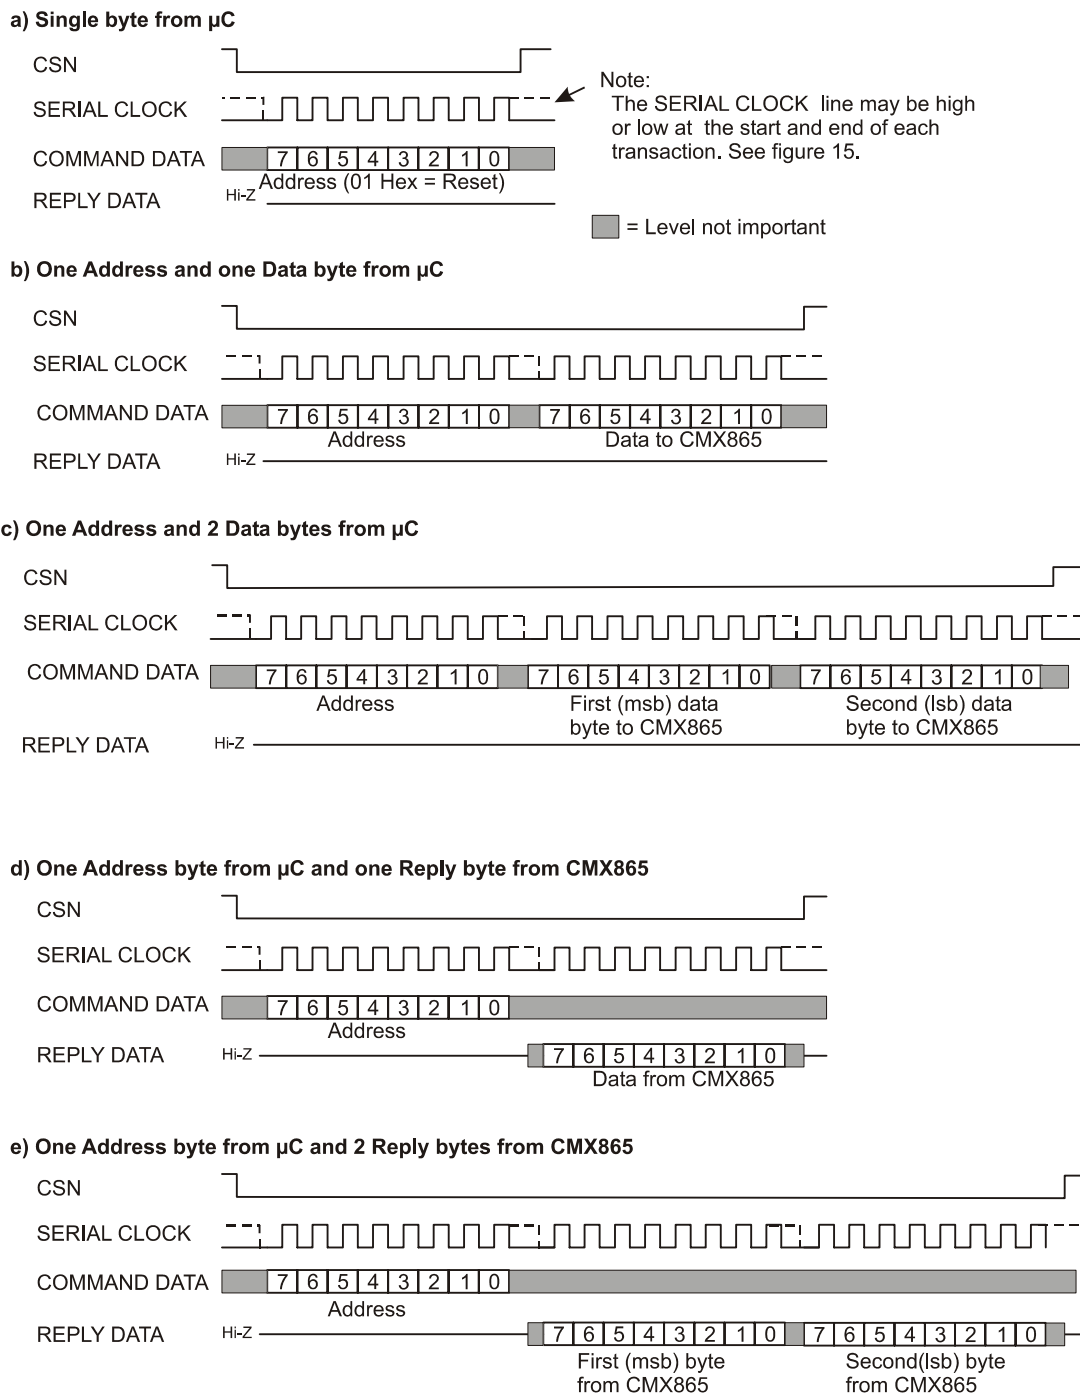 a) Single byte from µC
CSN
SERIAL CLOCK
Note:
The SERIAL CLOCK line may be high
or low at the start and end of each
transaction. See figure 15.
COMMAND DATA 7 6 5 4 3 2 1 0
Address (01 Hex = Reset)
REPLY DATA Hi-Z
= Level not important
b) One Address and one Data byte from µC
CSN
SERIAL CLOCK
COMMAND DATA 7 6 5 4 3 2 1 0 7 6 5 4 3 2 1 0
Address Data to CMX865
REPLY DATA Hi-Z
c) One Address and 2 Data bytes from µC
CSN
SERIAL CLOCK
COMMAND DATA 7 6 5 4 3 2 1 0 7 6 5 4 3 2 1 0 7 6 5 4 3 2 1 0
Address First (msb) data Second (lsb) data
byte to CMX865 byte to CMX865
REPLY DATA Hi-Z
d) One Address byte from µC and one Reply byte from CMX865
CSN
SERIAL CLOCK
COMMAND DATA 7 6 5 4 3 2 1 0
Address
REPLY DATA Hi-Z 7 6 5 4 3 2 1 0
Data from CMX865
e) One Address byte from µC and 2 Reply bytes from CMX865
CSN
SERIAL CLOCK
COMMAND DATA 7 6 5 4 3 2 1 0
Address
REPLY DATA Hi-Z 7 6 5 4 3 2 1 0 7 6 5 4 3 2 1 0
First (msb) byte Second(lsb) byte
from CMX865 from CMX865